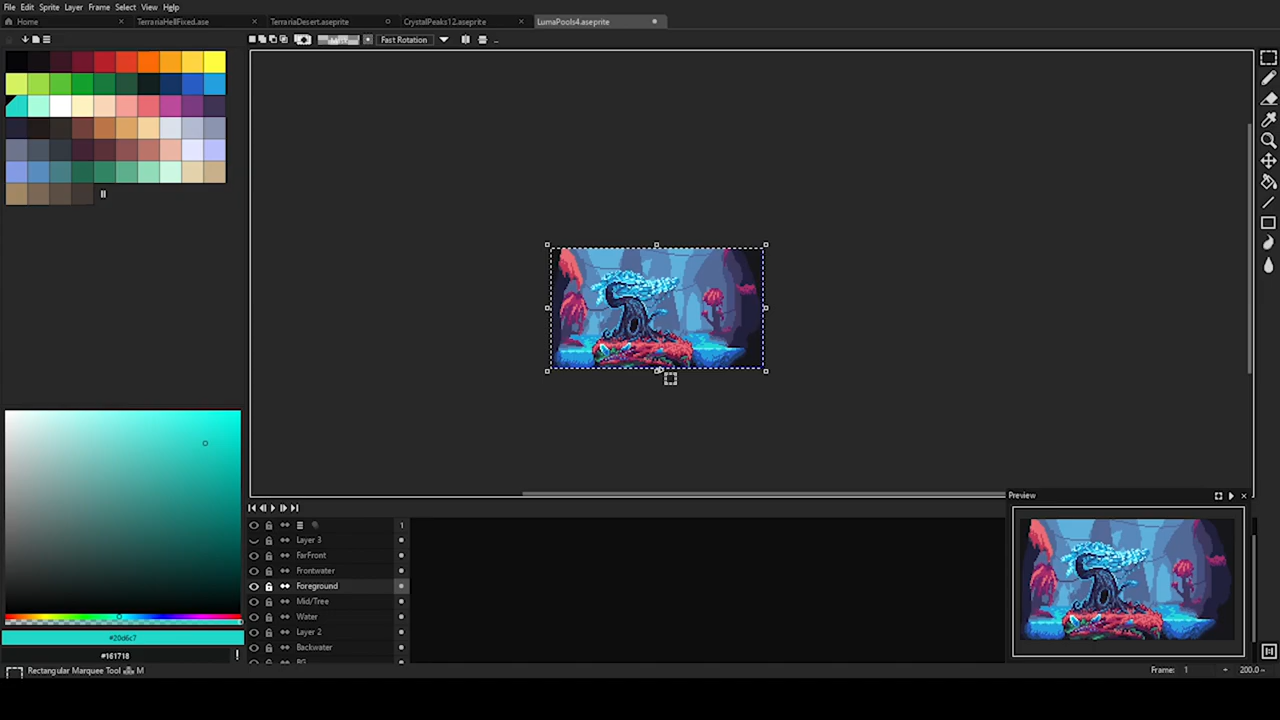 File Edit Sprite Layer Frame Select View Help
Home TerrariaHellFixed.ase TerrariaDesert.aseprite CrystalPeaks12.aseprite LumaPools4.aseprite
Fast Rotation
Preview
1
Layer 3
FarFront
Frontwater
Foreground
Mid/Tree
Water
Layer 2
Backwater
BG
#20d6c7
#161718
Rectangular Marquee Tool M
Frame: 1
200.0